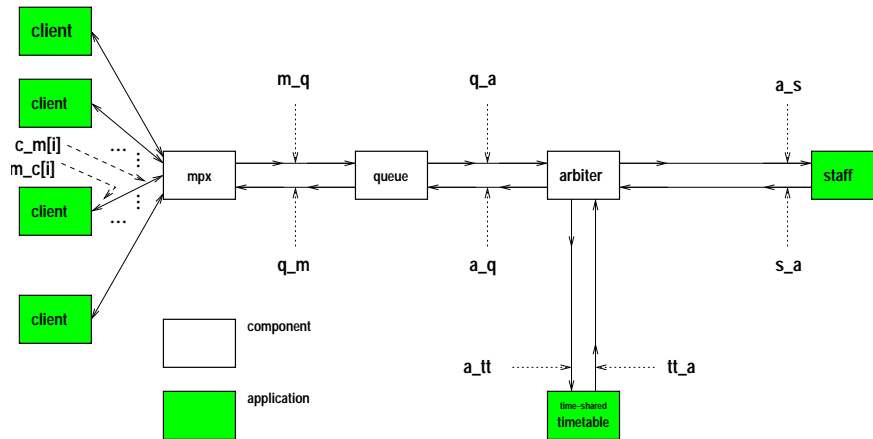 client
m_q
q_a
a_s
client
c_m[i]
...
...
m_c[i]
mpx
queue
arbiter
staff
client
...
...
q_m
a_q
s_a
client
component
a_tt
tt_a
application
time-shared
timetable